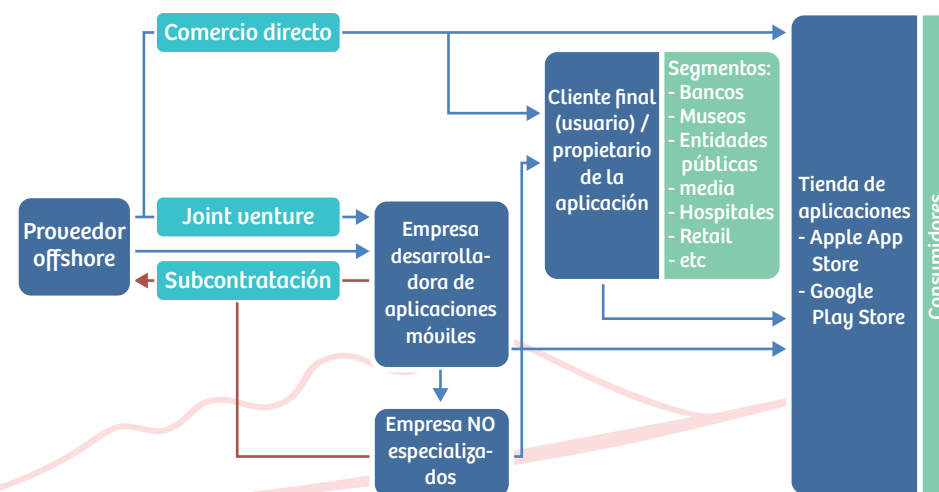 Comercio directo
Cliente final
(usuario) /
propietario
de la
aplicación
Segmentos:
- Bancos
- Museos
- Entidades
públicas
- media
- Hospitales
- Retail
- etc
Tienda de
aplicaciones
- Apple App
Store
- Google
Play Store
Consumidores
Proveedor
offshore
Joint venture
Subcontratación
Empresa
desarrolla-
dora de
aplicaciones
móviles
Empresa NO
especializa-
dos